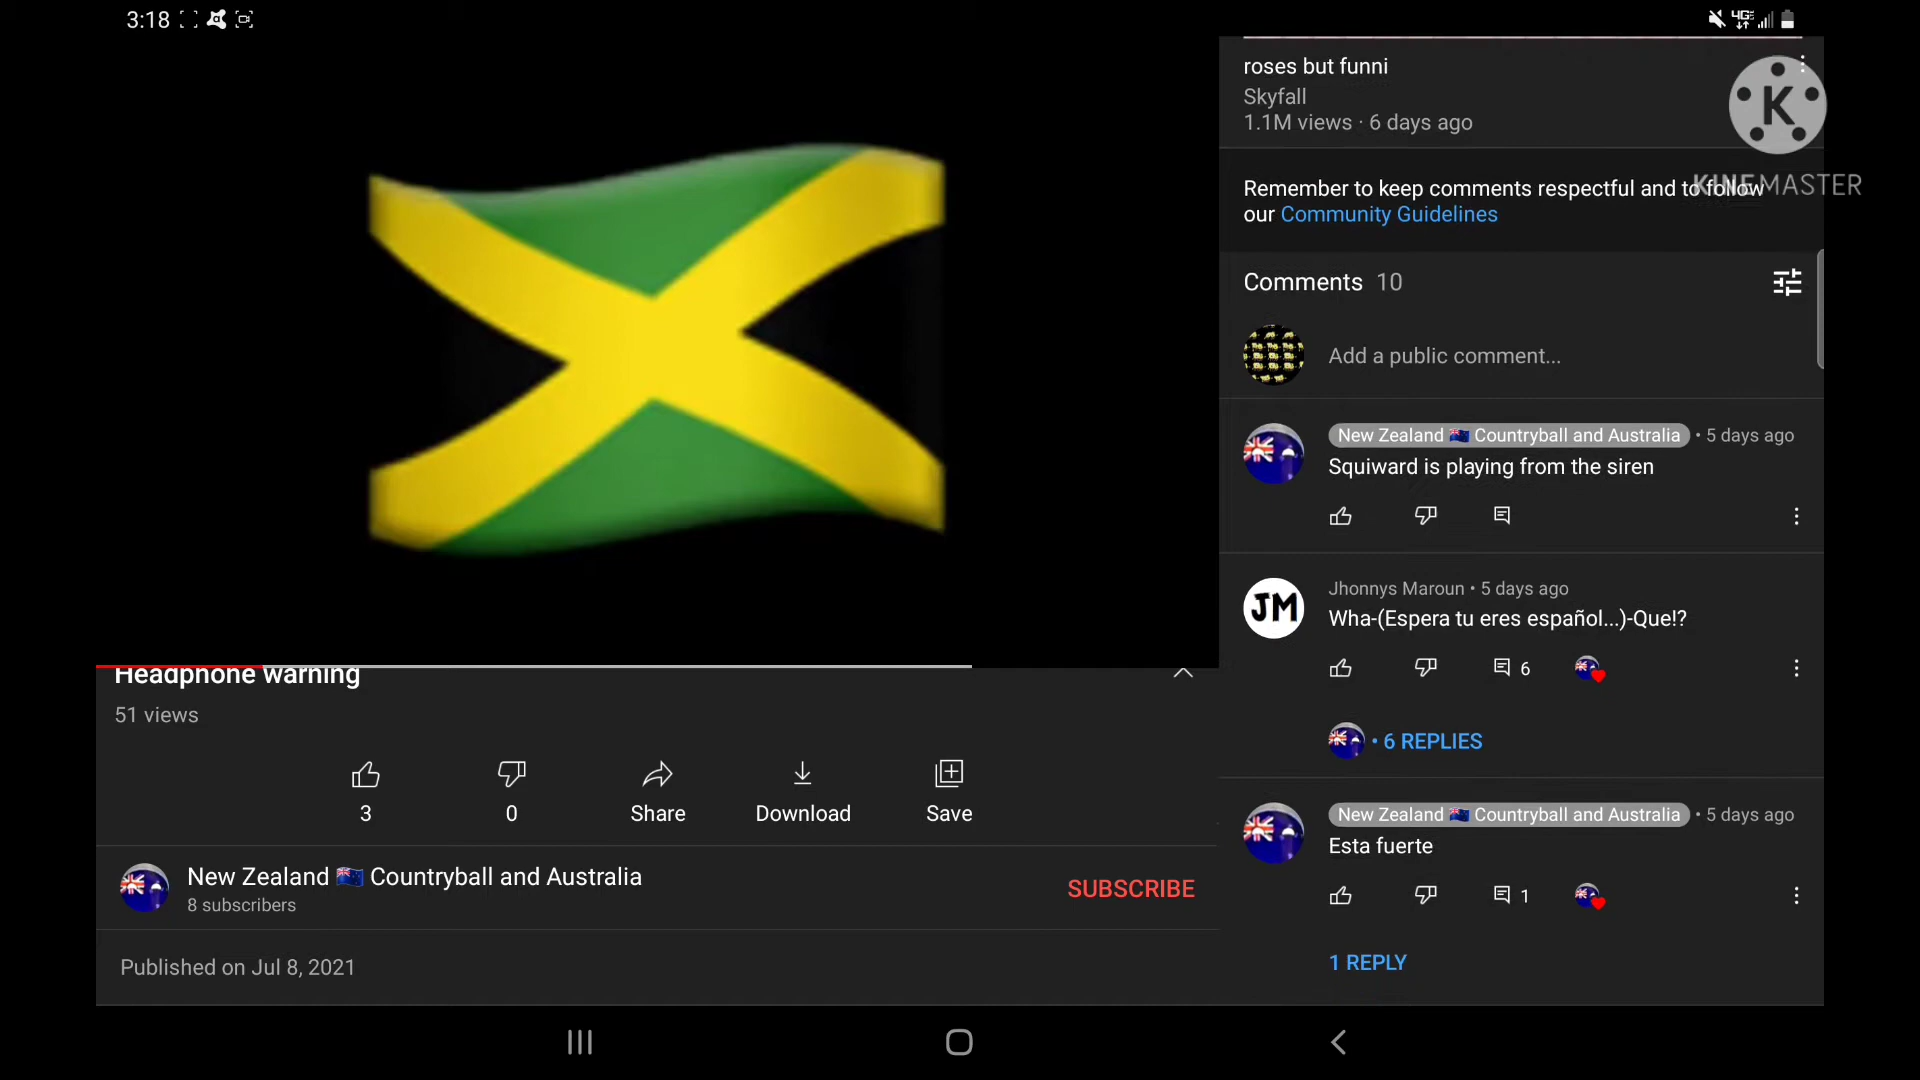 3:18
4G
roses but funni
Skyfall
1.1M views · 6 days ago
K
KINEMASTER
Remember to keep comments respectful and to follow
our Community Guidelines
Comments 10
Add a public comment...
New Zealand 🇳🇿 Countryball and Australia • 5 days ago
Squiward is playing from the siren
JM
Jhonnys Maroun • 5 days ago
Wha-(Espera tu eres español...)-Que!?
6
• 6 REPLIES
New Zealand 🇳🇿 Countryball and Australia • 5 days ago
Esta fuerte
1
1 REPLY
Headphone warning
51 views
3
0
Share
Download
Save
New Zealand 🇳🇿 Countryball and Australia
8 subscribers
SUBSCRIBE
Published on Jul 8, 2021